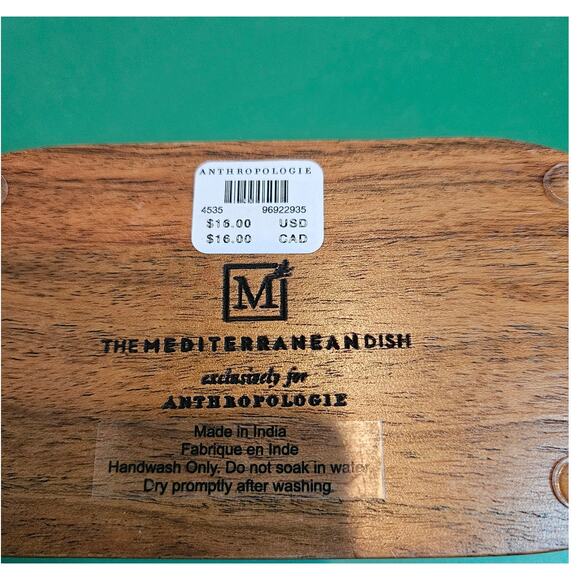 ANTHROPOLOGIE
4535 96922935
$16.00 USD
$16.00 CAD
M
THE MEDITERRANEAN DISH
exclusively for
ANTHROPOLOGIE
Made in India
Fabrique en Inde
Handwash Only. Do not soak in water.
Dry promptly after washing.